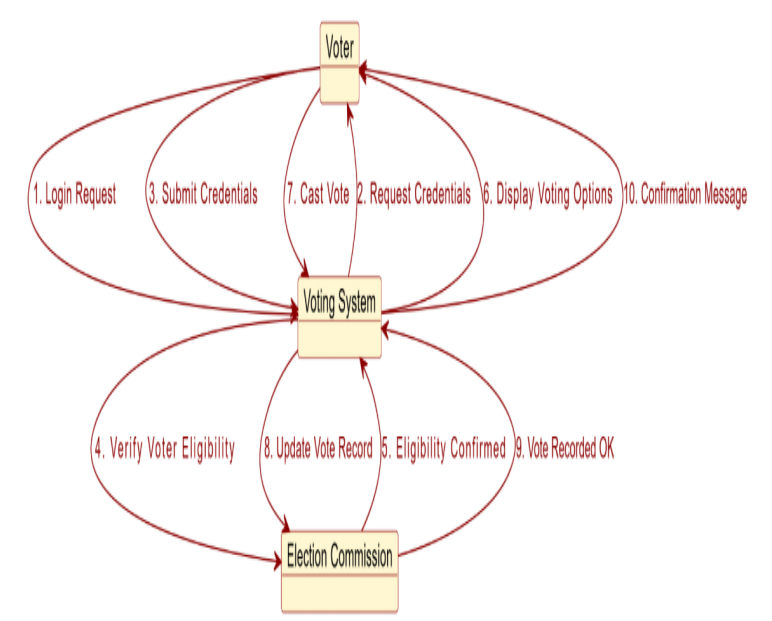 Voter
1. Login Request
3. Submit Credentials
7. Cast Vote
2. Request Credentials
6. Display Voting Options
10. Confirmation Message
Voting System
4. Verify Voter Eligibility
8. Update Vote Record
5. Eligibility Confirmed
9. Vote Recorded OK
Election Commission